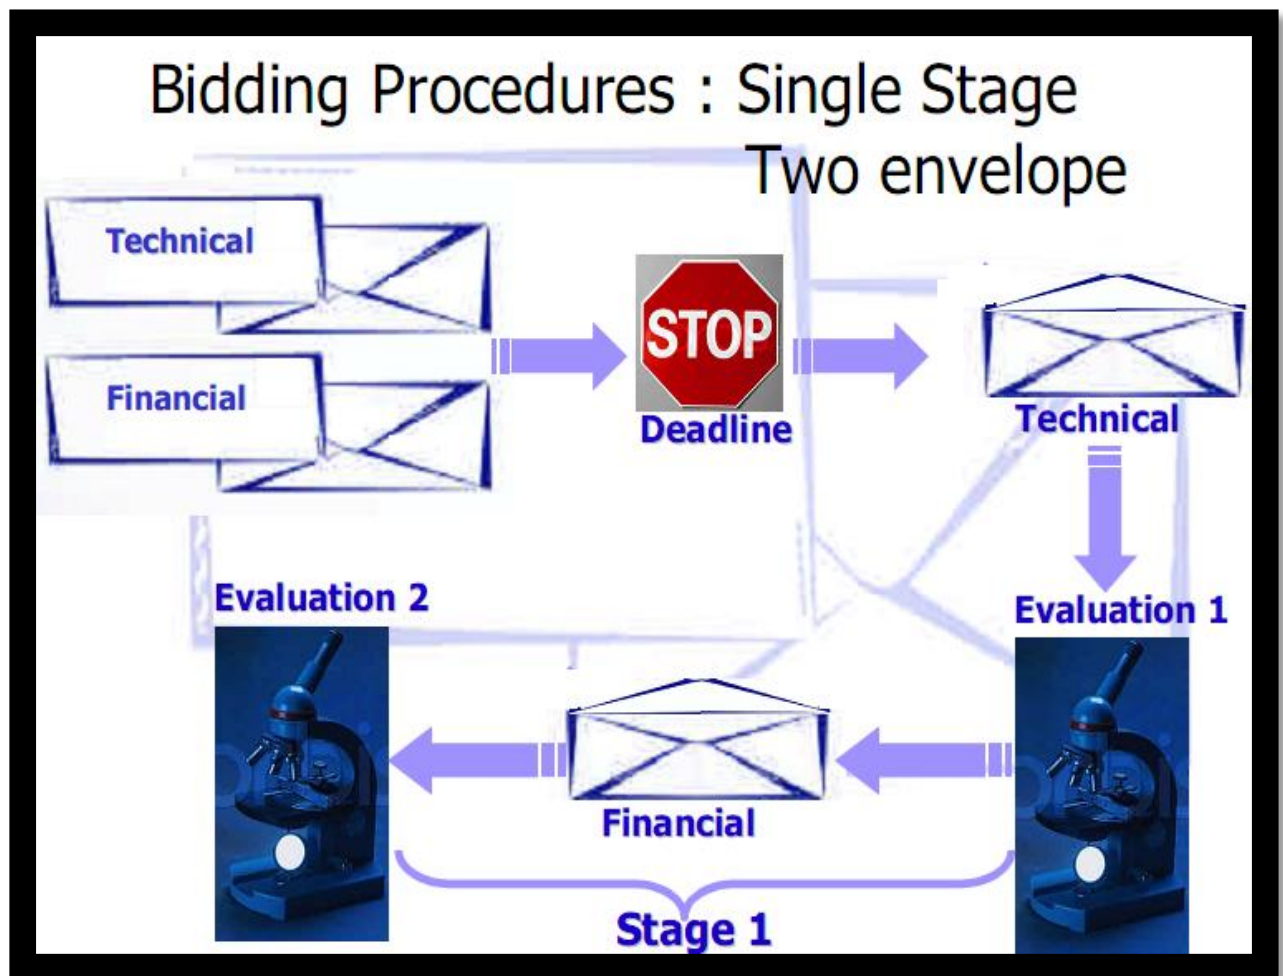 Bidding Procedures : Single Stage
Two envelope
Technical
Financial
STOP
Deadline
Technical
Evaluation 1
Financial
Evaluation 2
Stage 1